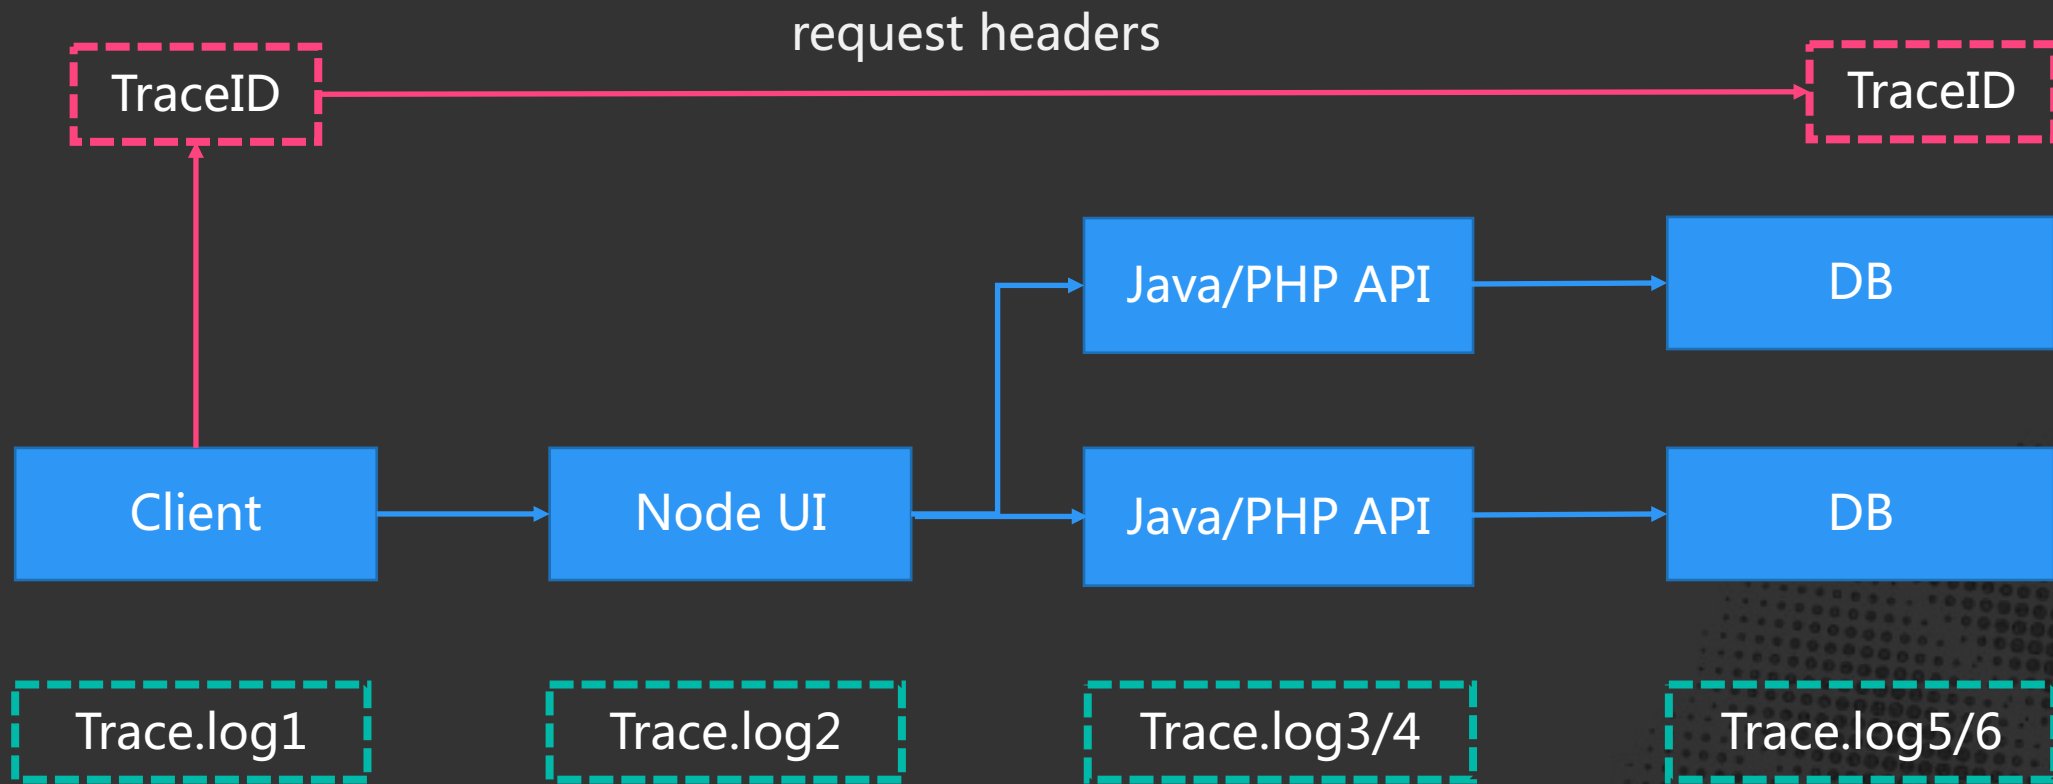 request headers
TraceID
TraceID
Java/PHP API
DB
Client
Node UI
Java/PHP API
DB
Trace.log1
Trace.log2
Trace.log3/4
Trace.log5/6